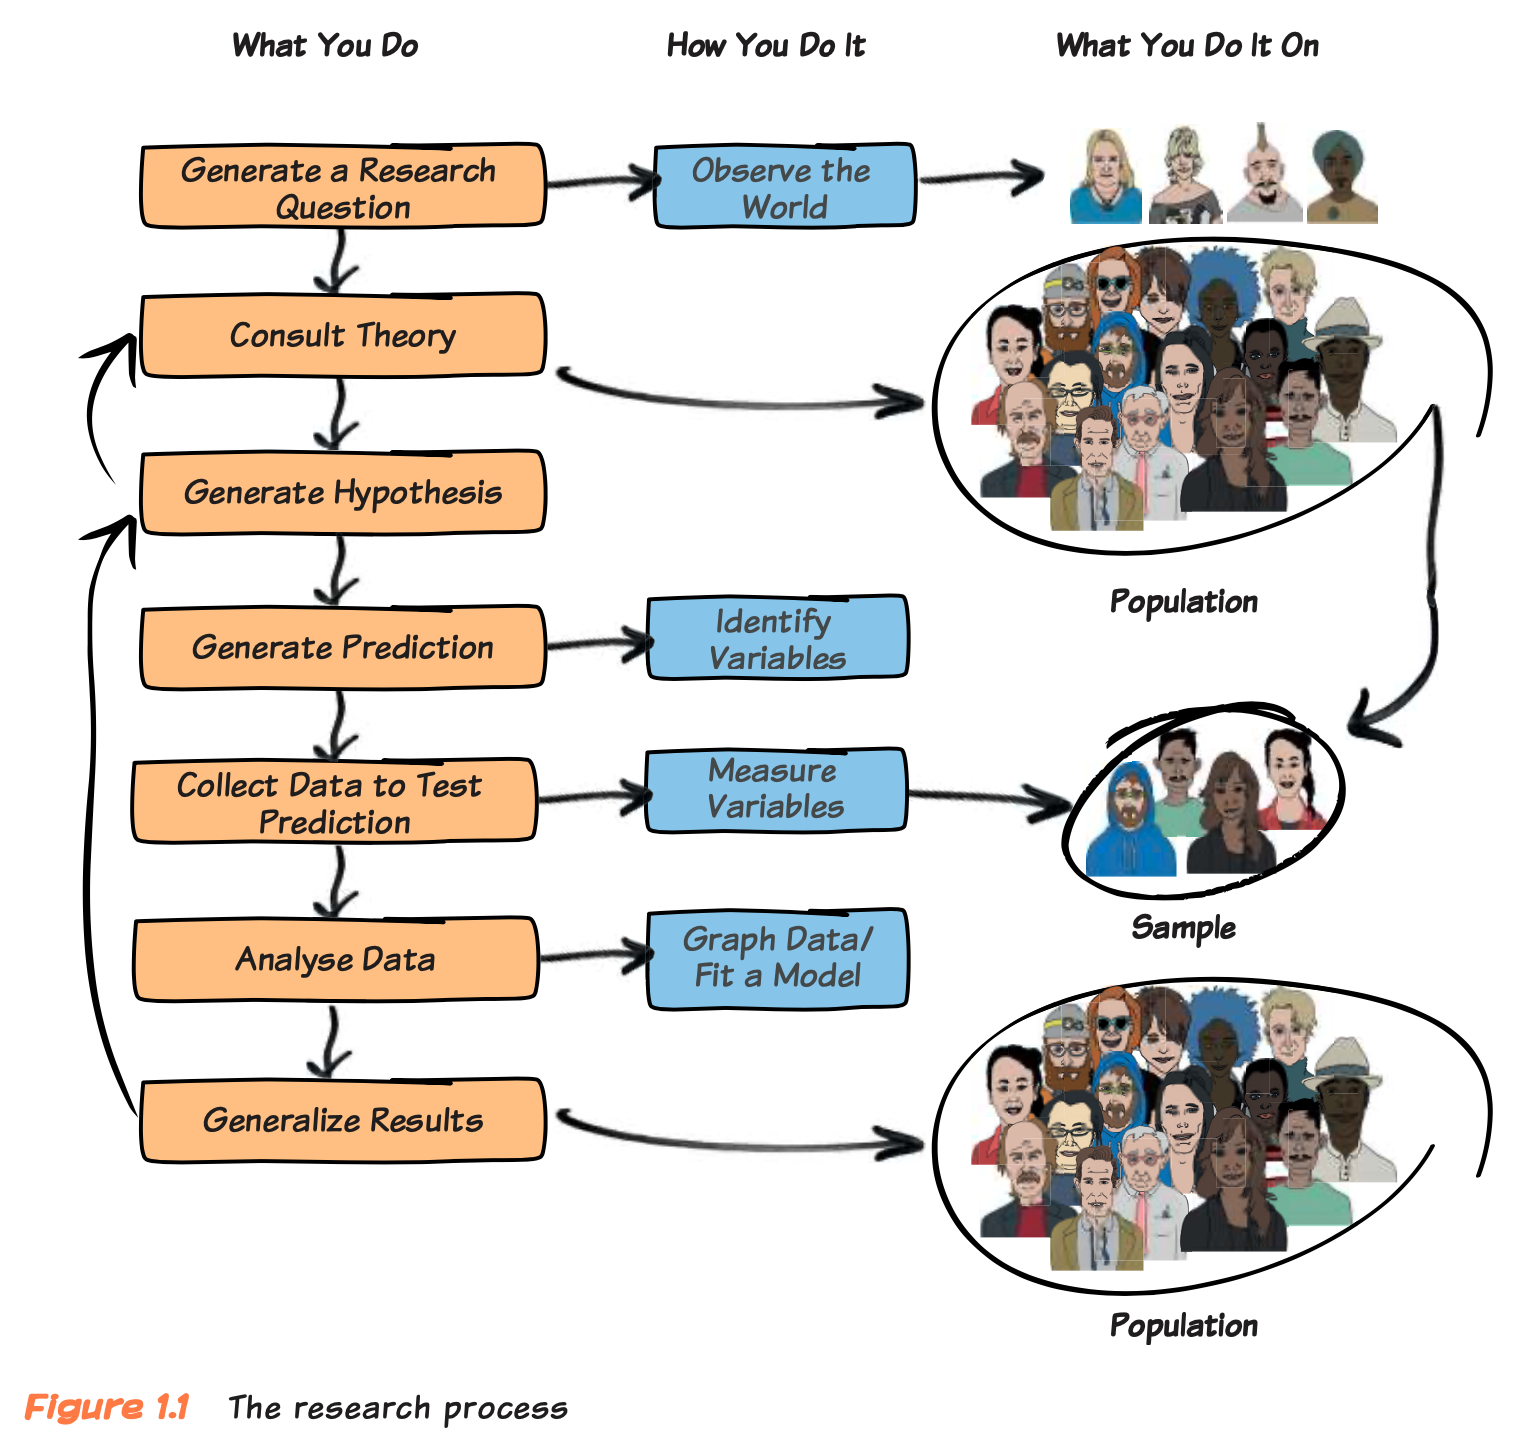 What You Do
How You Do It
What You Do It On
Generate a Research
Question
Observe the
World
Consult Theory
Generate Hypothesis
Population
Generate Prediction
Identify
Variables
Collect Data to Test
Prediction
Measure
Variables
Sample
Analyse Data
Graph Data/
Fit a Model
Generalize Results
Population
Figure 1.1 The research process